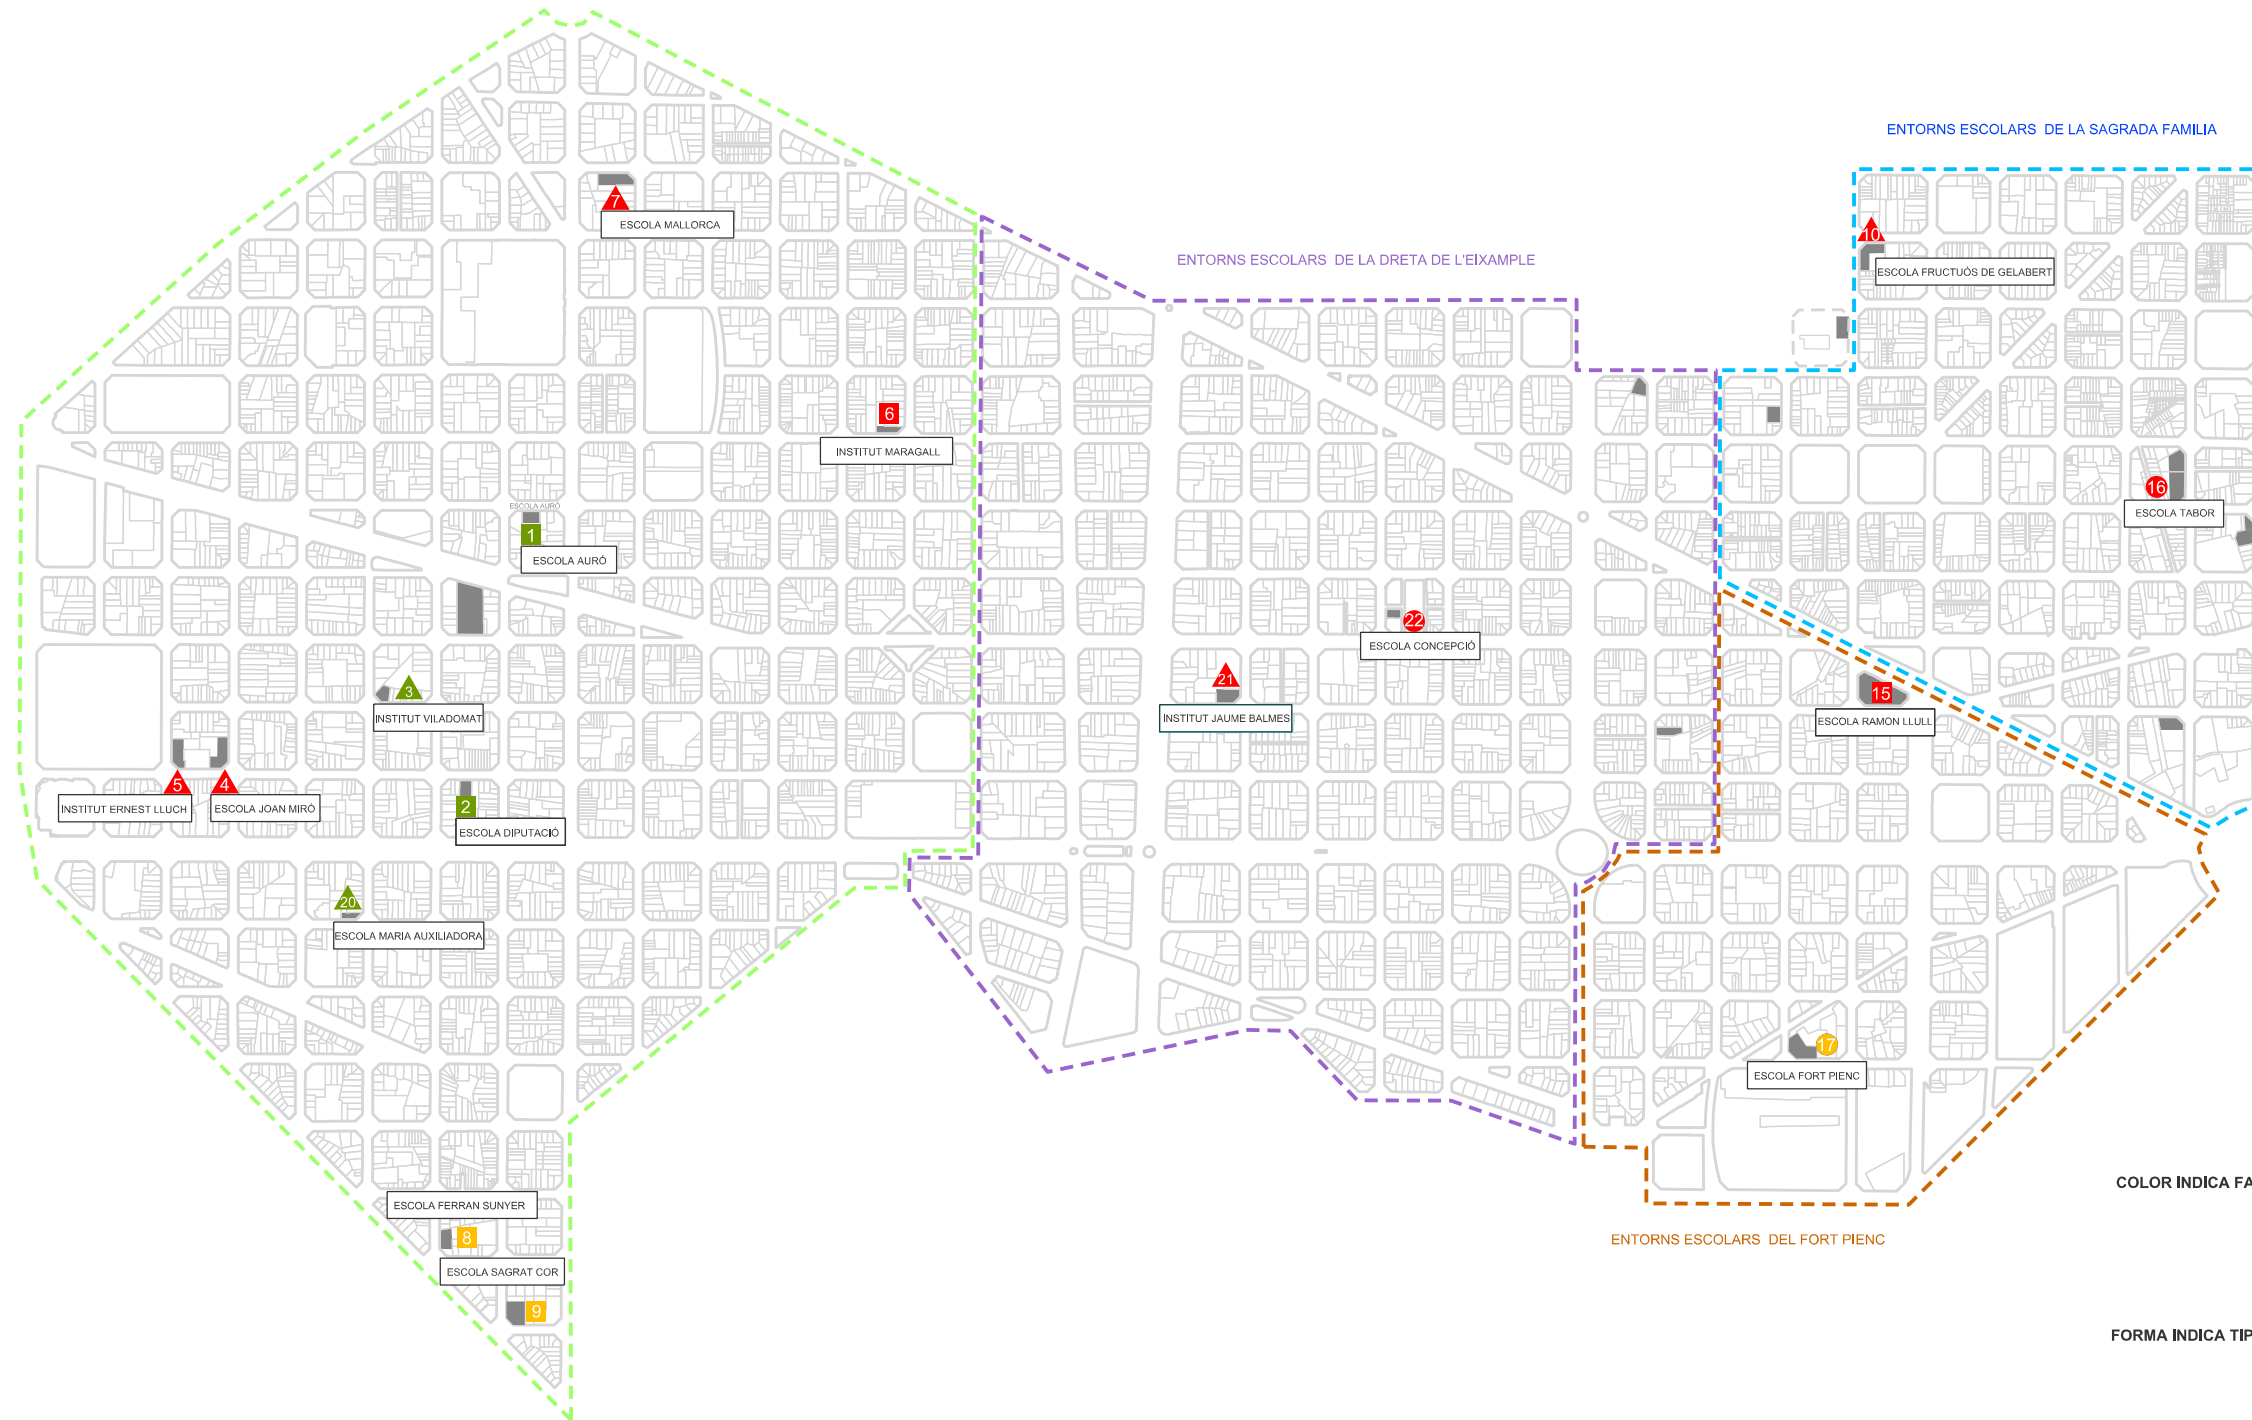 ENTORNS ESCOLARS DE LA SAGRADA FAMILIA
7
ESCOLA MALLORCA
10
ESCOLA FRUCTUÓS DE GELABERT
ENTORNS ESCOLARS DE LA DRETA DE L'EIXAMPLE
6
INSTITUT MARAGALL
16
ESCOLA TABOR
ESCOLA AURÓ
1
ESCOLA AURÓ
22
ESCOLA CONCEPCIÓ
3
INSTITUT VILADOMAT
21
INSTITUT JAUME BALMES
15
ESCOLA RAMON LLULL
5
INSTITUT ERNEST LLUCH
4
ESCOLA JOAN MIRÓ
2
ESCOLA DIPUTACIÓ
20
ESCOLA MARIA AUXILIADORA
17
ESCOLA FORT PIENC
COLOR INDICA FA
ESCOLA FERRAN SUNYER
8
ENTORNS ESCOLARS DEL FORT PIENC
ESCOLA SAGRAT COR
9
FORMA INDICA TIP